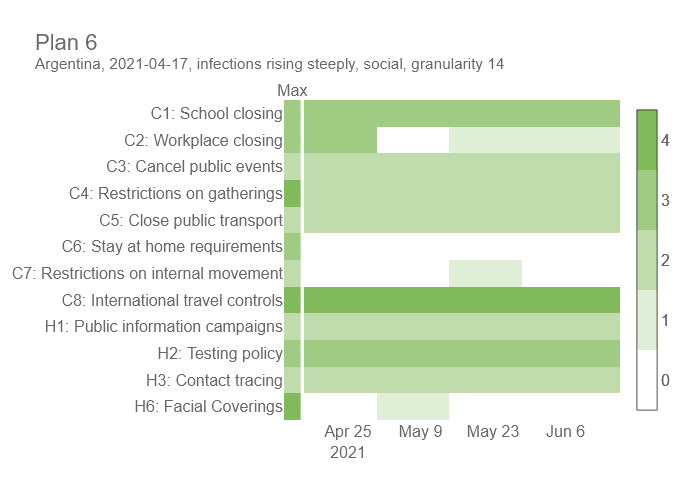 Plan 6
Argentina, 2021-04-17, infections rising steeply, social, granularity 14
Max
C1: School closing
C2: Workplace closing
C3: Cancel public events
C4: Restrictions on gatherings
C5: Close public transport
C6: Stay at home requirements
C7: Restrictions on internal movement
C8: International travel controls
H1: Public information campaigns
H2: Testing policy
H3: Contact tracing
H6: Facial Coverings
Apr 25 May 9 May 23 Jun 6
2021
4
3
2
1
0